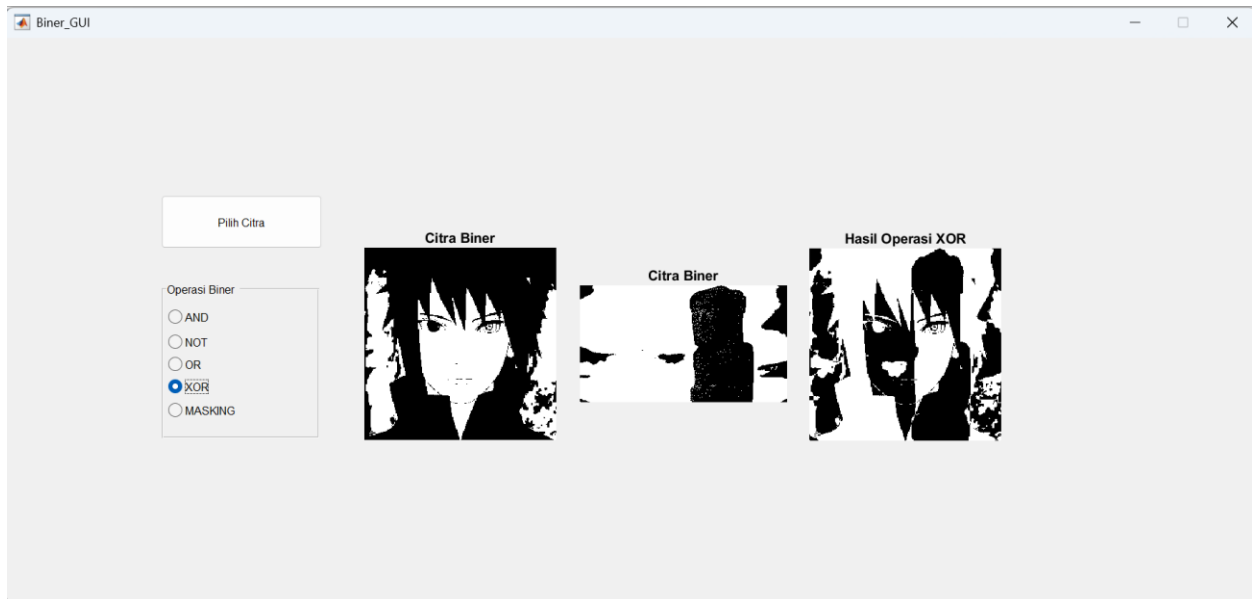 Biner_GUI
Pilih Citra
Operasi Biner
AND
NOT
OR
XOR
MASKING
Citra Biner
Citra Biner
Hasil Operasi XOR